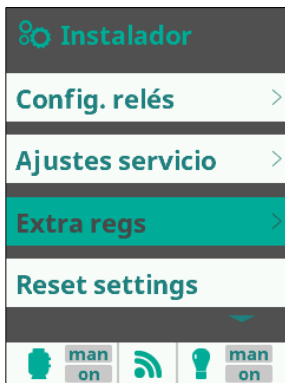 Instalador
Config. relés
Ajustes servicio
Extra regs
Reset settings
man
on
man
on